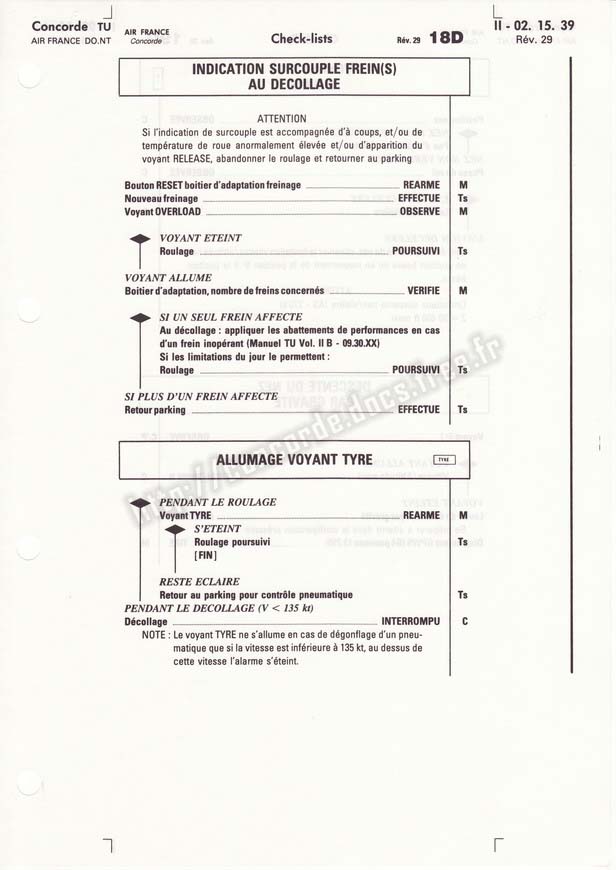 Concorde TU
AIR FRANCE DO.NT
AIR FRANCE
Concorde
Check-lists
Rév. 29 18D
II - 02. 15. 39
Rév. 29
INDICATION SURCOUPLE FREIN(S)
AU DECOLLAGE
ATTENTION
Si l'indication de surcouple est accompagnée d'à coups, et/ou de
température de roue anormalement élevée et/ou d'apparition du
voyant RELEASE, abandonner le roulage et retourner au parking
Bouton RESET boitier d'adaptation freinage REARME M
Nouveau freinage EFFECTUE Ts
Voyant OVERLOAD OBSERVE M
VOYANT ETEINT
Roulage POURSUIVI Ts
VOYANT ALLUME
Boitier d'adaptation, nombre de freins concernés VERIFIE M
SI UN SEUL FREIN AFFECTE
Au décollage : appliquer les abattements de performances en cas
d'un frein inopérant (Manuel TU Vol. II B - 09.30.XX)
Si les limitations du jour le permettent :
Roulage POURSUIVI Ts
SI PLUS D'UN FREIN AFFECTE
Retour parking EFFECTUE Ts
ALLUMAGE VOYANT TYRE TYRE
PENDANT LE ROULAGE
Voyant TYRE REARME M
S'ETEINT
Roulage poursuivi Ts
[FIN]
RESTE ECLAIRE
Retour au parking pour contrôle pneumatique Ts
PENDANT LE DECOLLAGE (V < 135 kt)
Décollage INTERROMPU C
NOTE : Le voyant TYRE ne s'allume en cas de dégonflage d'un pneu-
matique que si la vitesse est inférieure à 135 kt, au dessus de
cette vitesse l'alarme s'éteint.
http://concorde.docs.free.fr